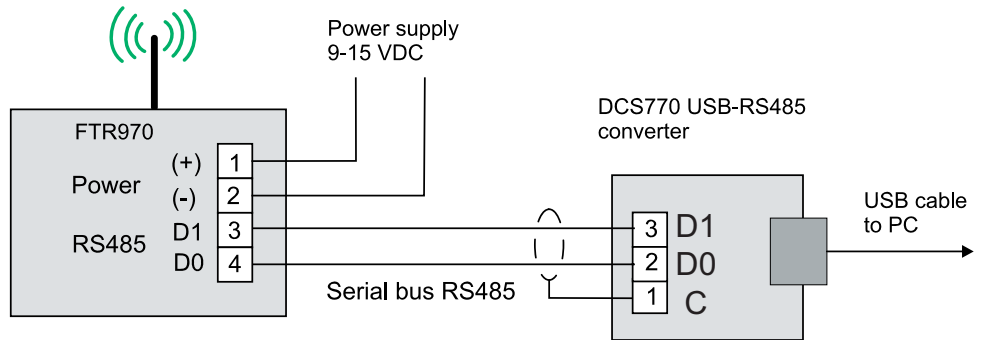 Power supply
9-15 VDC
DCS770 USB-RS485
converter
FTR970
Power
(+) 1
(-) 2
RS485
D1 3
D0 4
Serial bus RS485
3 D1
2 D0
1 C
USB cable
to PC